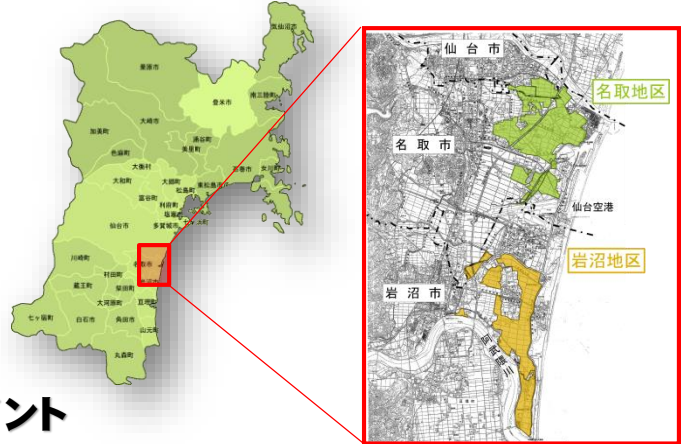 気仙沼市
栗原市
登米市
南三陸町
大崎市
加美町
涌谷町
色麻町
美里町
大衡村
石巻市
女川町
大和町
大郷町
東松島市
松島町
富谷町
利府町
塩竈市
七ヶ浜町
仙台市
多賀城市
川崎町
名取市
村田町
岩沼市
蔵王町
柴田町
大河原町
亘理町
七ヶ宿町
白石市
角田市
山元町
丸森町
仙台市
名取地区
名取市
仙台空港
岩沼地区
岩沼市
阿武隈川
ント